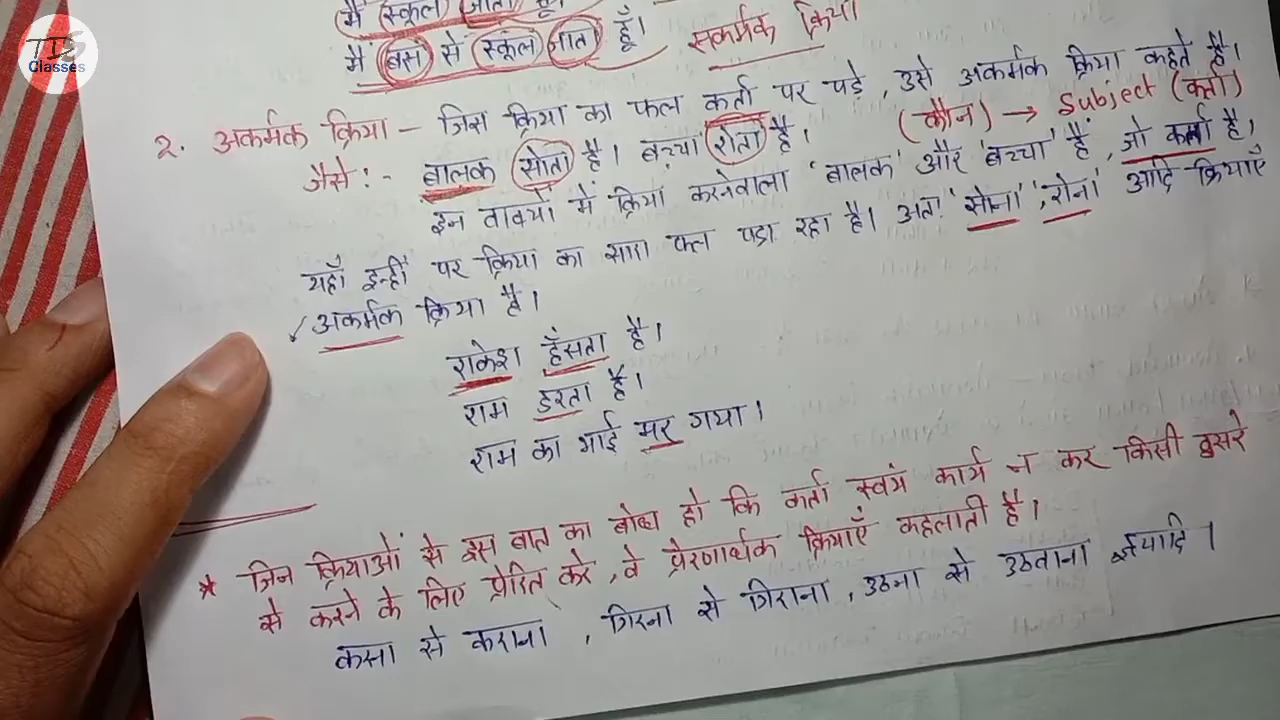 TIS
Classes
मैं स्कूल जाता हूँ।
मैं बस से स्कूल जाता हूँ। सकर्मक क्रिया
2. अकर्मक क्रिया – जिस क्रिया का फल कर्ता पर पड़े, उसे अकर्मक क्रिया कहते है।
(कौन) → Subject (कर्ता)
जैसे :- बालक सोता है। बच्चा रोता है।
इन वाक्यों में क्रिया करनेवाला 'बालक' और 'बच्चा' है, जो कर्ता है।
यहाँ इन्हीं पर क्रिया का सारा फल पड़ा रहा है। अतः 'सोना', 'रोना' आदि क्रियाएँ
अकर्मक क्रिया है।
राकेश हँसता है।
राम डरता है।
राम का भाई मर गया।
* जिन क्रियाओं से इस बात का बोध हो कि कर्ता स्वयं कार्य न कर किसी दुसरे
से करने के लिए प्रेरित करे, वे प्रेरणार्थक क्रियाएँ कहलाती है।
करना से कराना, गिरना से गिराना, उठना से उठवाना इत्यादि।